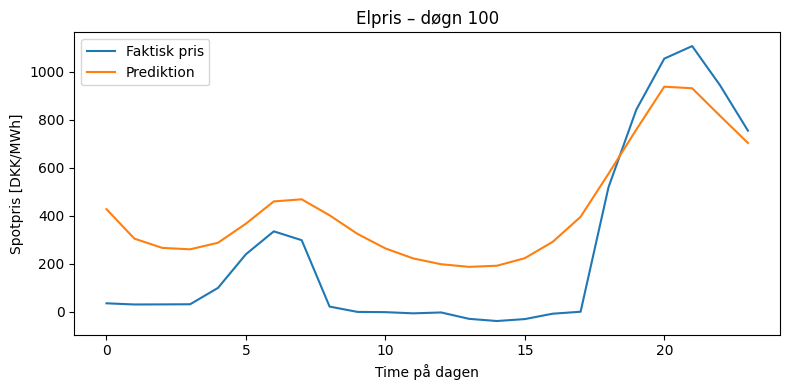 Elpris – døgn 100
Faktisk pris
Prediktion
Spotpris [DKK/MWh]
1000
800
600
400
200
0
0
5
10
15
20
Time på dagen